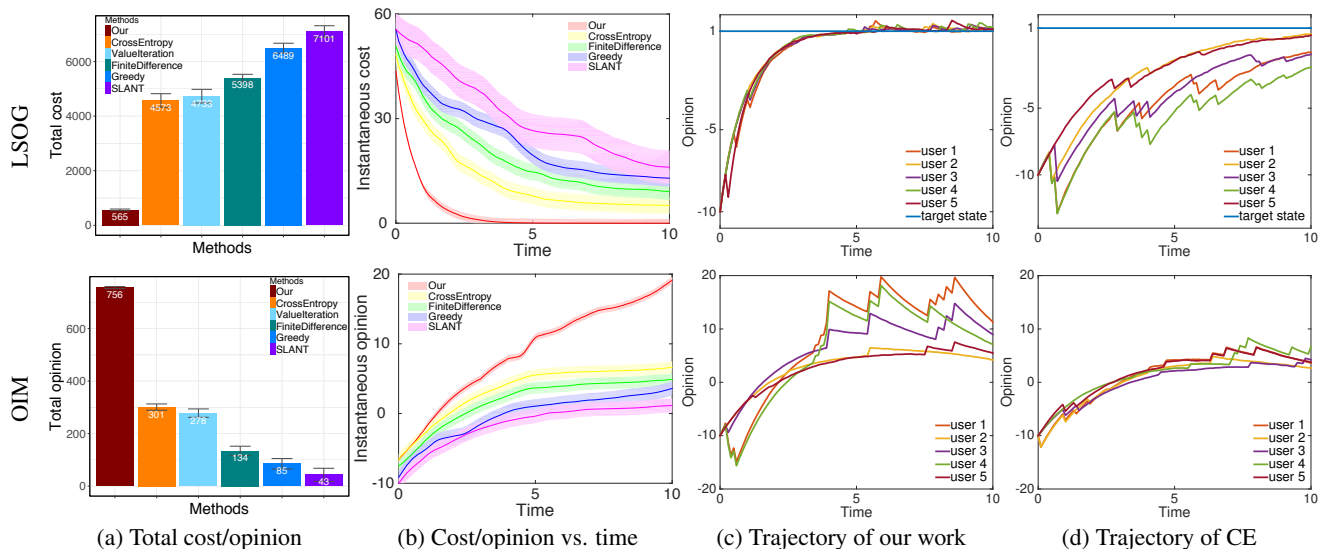 LSOG
Total cost
6000
4000
2000
0
Methods
Our
CrossEntropy
ValueIteration
FiniteDifference
Greedy
SLANT
565
4573
4733
5398
6489
7101
Methods
Instantaneous cost
60
30
0
Our
CrossEntropy
FiniteDifference
Greedy
SLANT
0
5
10
Time
Opinion
1
-5
-10
user 1
user 2
user 3
user 4
user 5
target state
0
5
10
Time
Opinion
1
-5
-10
user 1
user 2
user 3
user 4
user 5
target state
0
5
10
Time
OIM
Total opinion
600
400
200
0
Methods
Our
CrossEntropy
ValueIteration
FiniteDifference
Greedy
SLANT
756
301
278
134
85
43
Methods
Instantaneous opinion
20
10
0
-10
Our
CrossEntropy
FiniteDifference
Greedy
SLANT
0
5
10
Time
Opinion
20
10
0
-10
-20
user 1
user 2
user 3
user 4
user 5
0
5
10
Time
Opinion
20
10
0
-10
-20
user 1
user 2
user 3
user 4
user 5
0
5
10
Time
(a) Total cost/opinion
(b) Cost/opinion vs. time
(c) Trajectory of our work
(d) Trajectory of CE